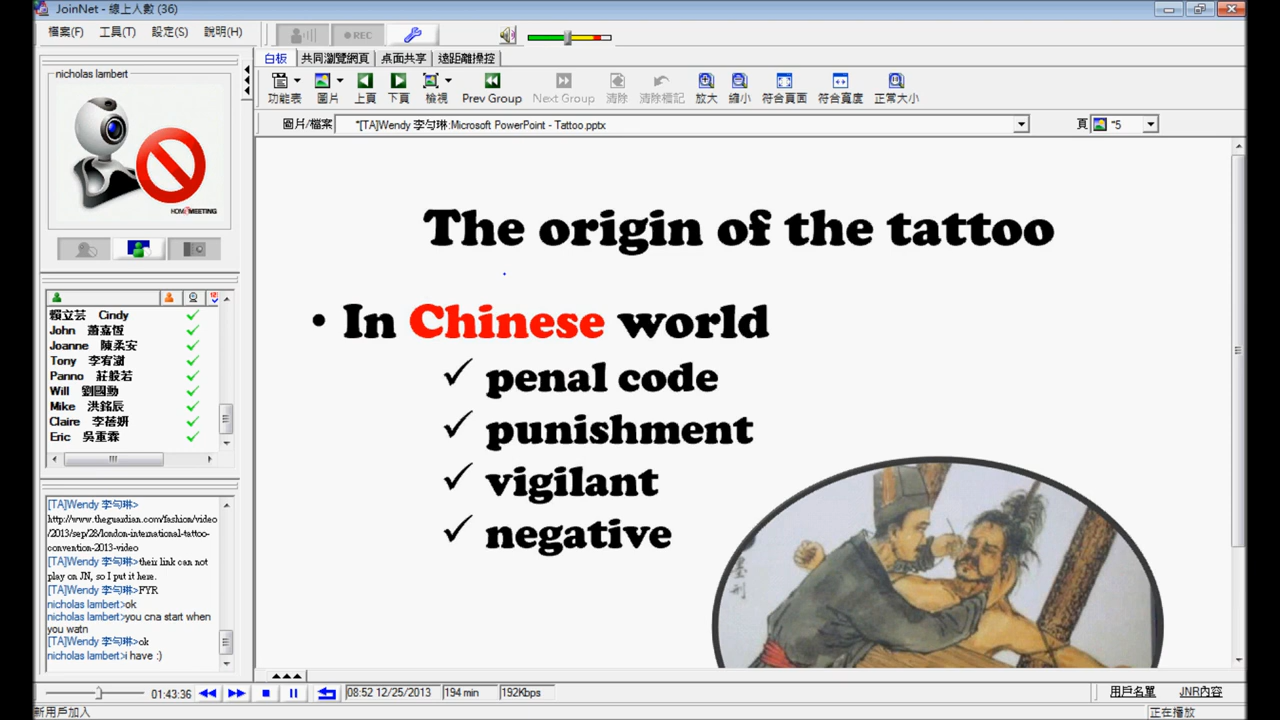 JoinNet - 線上人數 (36)
檔案(F) 工具(T) 設定(S) 說明(H)
REC
nicholas lambert
HOMEMEETING
白板 共同瀏覽網頁 桌面共享 遠距離操控
功能表 圖片 上頁 下頁 檢視 Prev Group Next Group 清除 清除標記 放大 縮小 符合頁面 符合寬度 正常大小
圖片/檔案 *[TA]Wendy 李勻琳:Microsoft PowerPoint - Tattoo.pptx 頁 *5
賴立芸 Cindy
John 蕭嘉恆
Joanne 陳柔安
Tony 李宥澍
Panno 莊般若
Will 劉國勳
Mike 洪銘辰
Claire 李蓓妍
Eric 吳重霖
[TA]Wendy 李勻琳>
http://www.theguardian.com/fashion/video
/2013/sep/28/london-international-tattoo-
convention-2013-video
[TA]Wendy 李勻琳>their link can not
play on JN, so I put it here.
[TA]Wendy 李勻琳>FYR
nicholas lambert>ok
nicholas lambert>you cna start when
you watn
[TA]Wendy 李勻琳>ok
nicholas lambert>i have :)
The origin of the tattoo
• In Chinese world
✓ penal code
✓ punishment
✓ vigilant
✓ negative
墨刑
01:43:36 08:52 12/25/2013 194 min 192Kbps 用戶名單 JNR內容
新用戶加入 正在播放